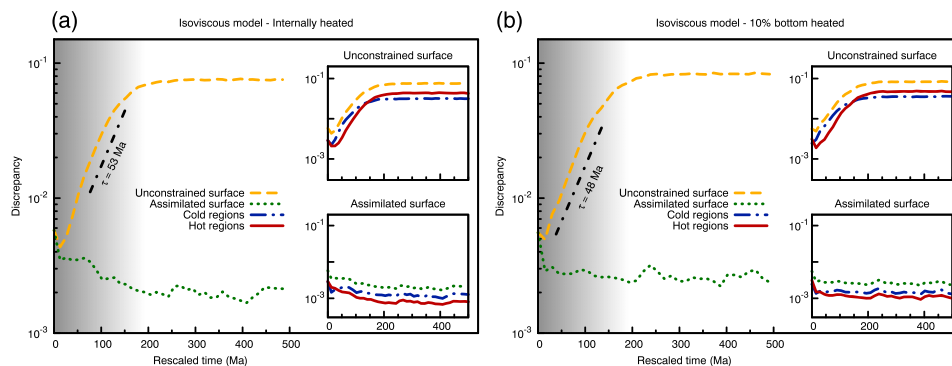 (a)
Isoviscous model - Internally heated
10⁻¹
10⁻²
10⁻³
Discrepancy
τ = 53 Ma
Unconstrained surface
Assimilated surface
Cold regions
Hot regions
0 100 200 300 400 500
Rescaled time (Ma)
Unconstrained surface
10⁻¹
10⁻³
Assimilated surface
10⁻¹
10⁻³
0 200 400
(b)
Isoviscous model - 10% bottom heated
10⁻¹
10⁻²
10⁻³
Discrepancy
τ = 48 Ma
Unconstrained surface
Assimilated surface
Cold regions
Hot regions
0 100 200 300 400 500
Rescaled time (Ma)
Unconstrained surface
10⁻¹
10⁻³
Assimilated surface
10⁻¹
10⁻³
0 200 400